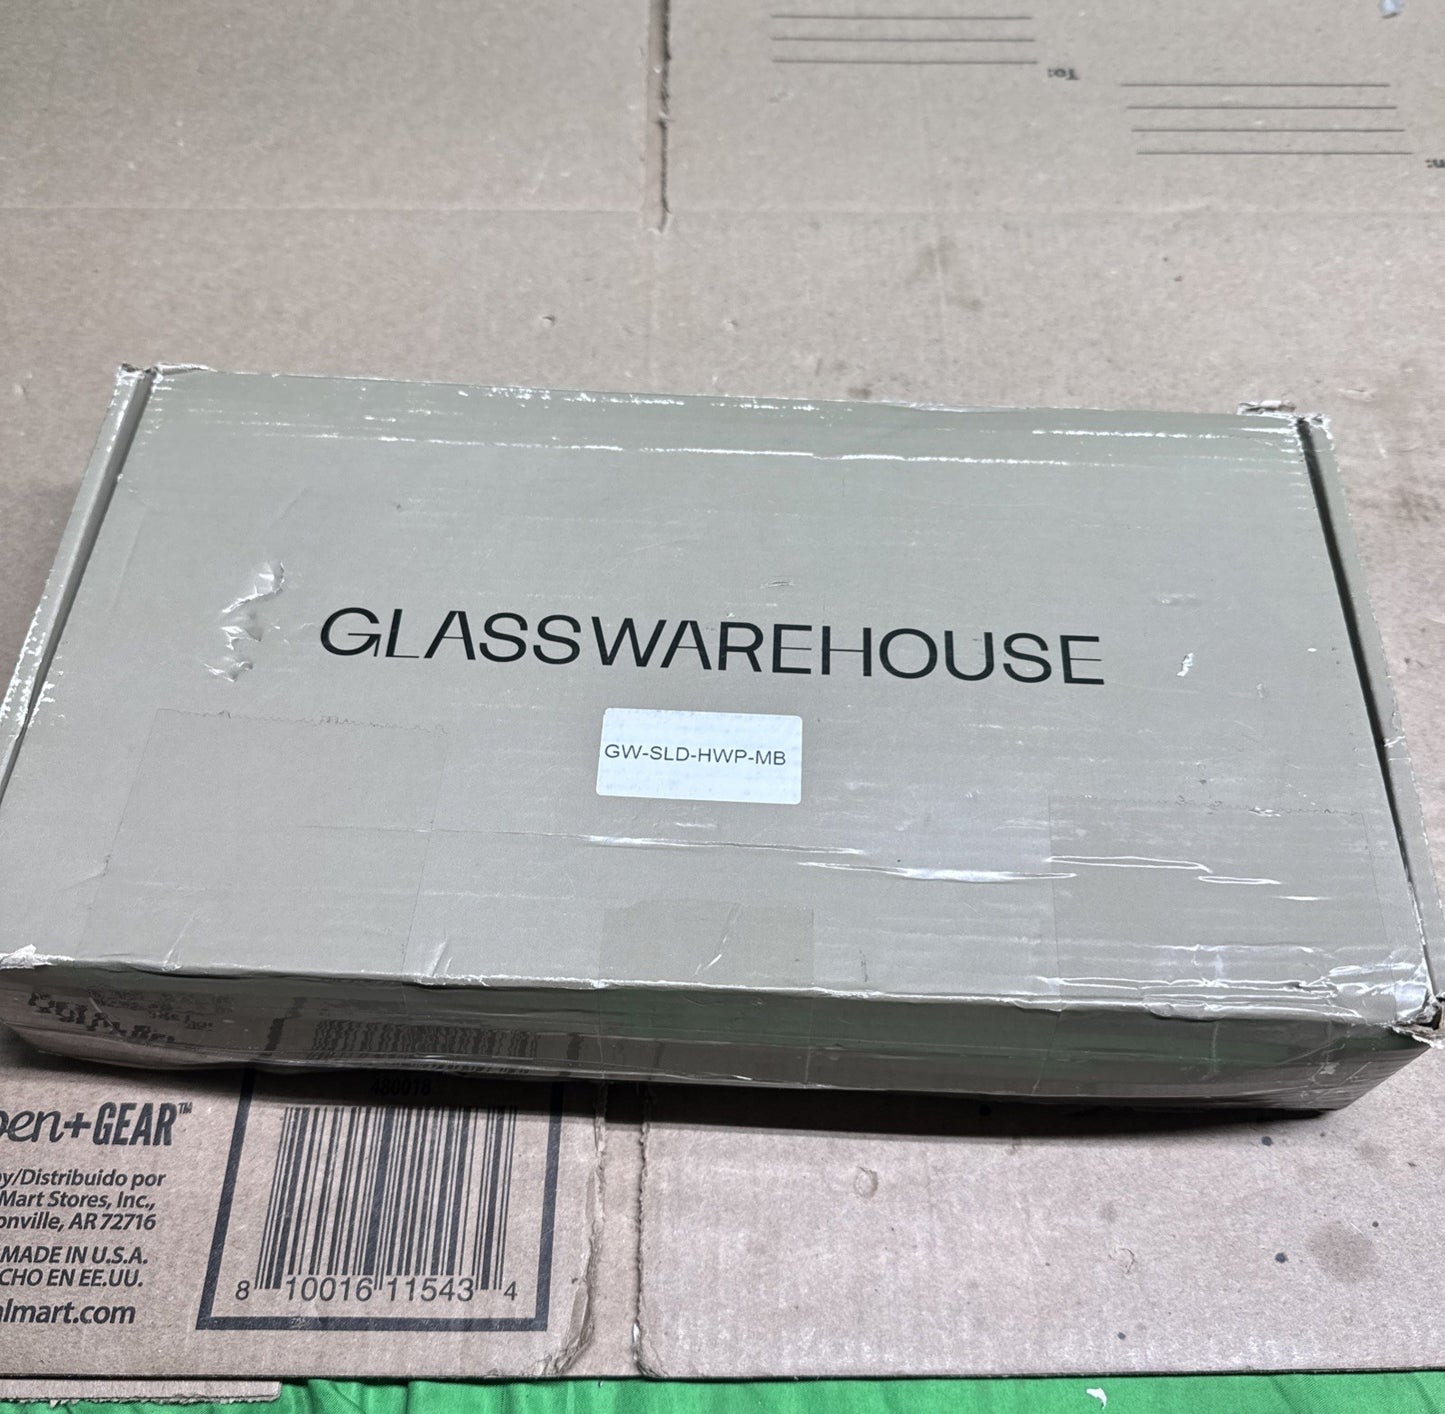 To:
GLASSWAREHOUSE
GW-SLD-HWP-MB
480018
pen+GEAR™
y/Distribuido por
Mart Stores, Inc.,
onville, AR 72716
MADE IN U.S.A.
CHO EN EE.UU.
almart.com
8 10016 11543 4